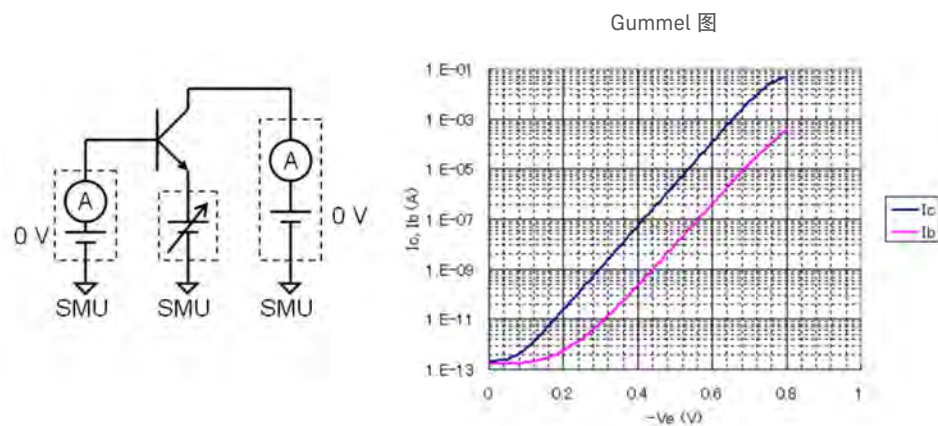 Gummel 图
A
A
0 V
0 V
SMU
SMU
SMU
1.E-01
1.E-03
1.E-05
1.E-07
1.E-09
1.E-11
1.E-13
Ic, Ib (A)
0
0.2
0.4
0.6
0.8
1
-Ve (V)
Ic
Ib